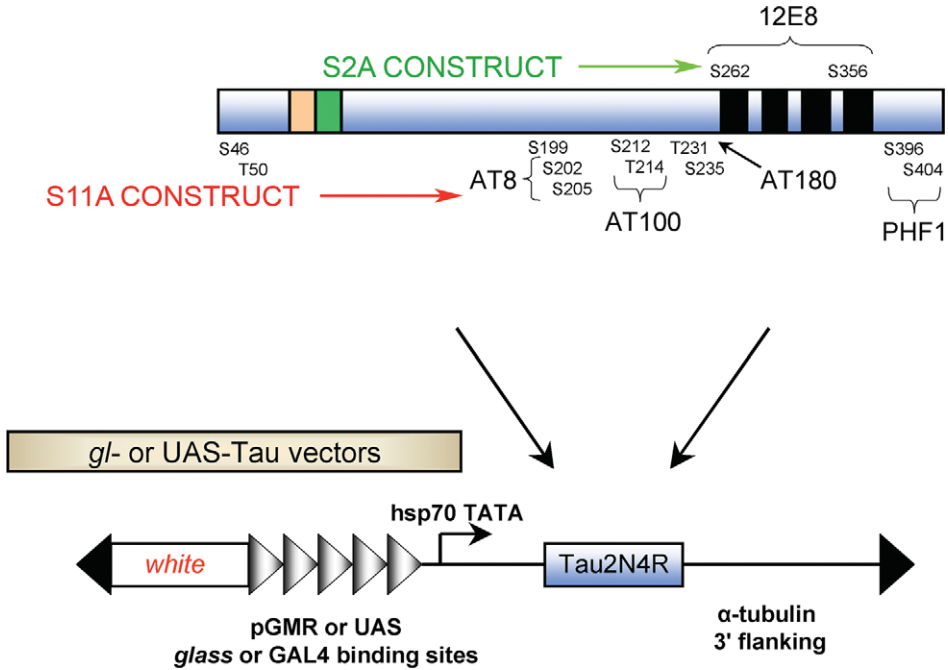 12E8
S2A CONSTRUCT
S262
S356
S46
T50
S199
S202
S205
S212
T214
T231
S235
S396
S404
S11A CONSTRUCT
AT8
AT100
AT180
PHF1
gl- or UAS-Tau vectors
hsp70 TATA
white
Tau2N4R
pGMR or UAS
glass or GAL4 binding sites
α-tubulin
3' flanking